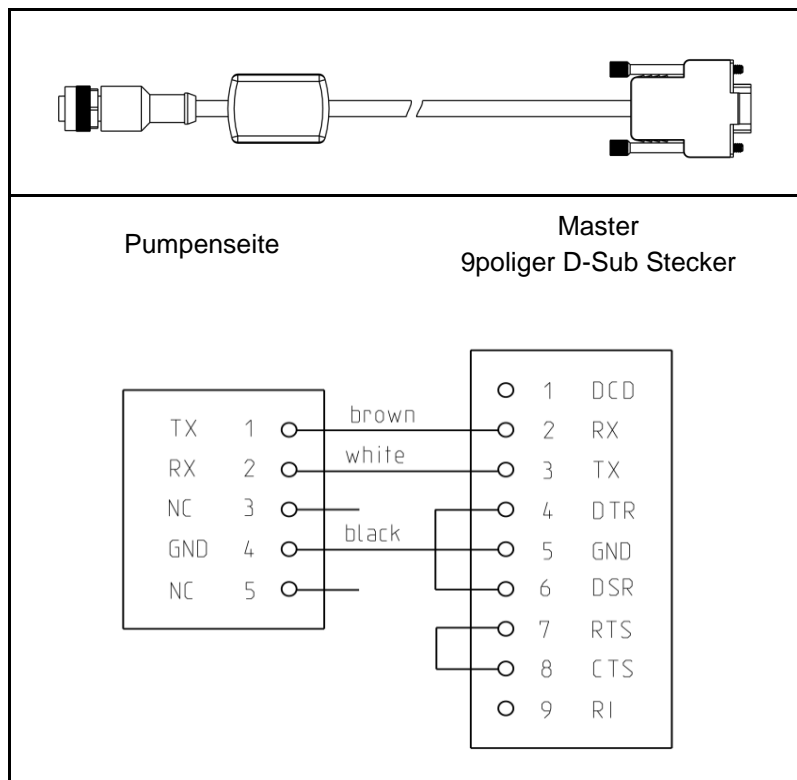 Pumpenseite
Master
9poliger D-Sub Stecker
TX 1
RX 2
NC 3
GND 4
NC 5
brown
white
black
1 DCD
2 RX
3 TX
4 DTR
5 GND
6 DSR
7 RTS
8 CTS
9 RI